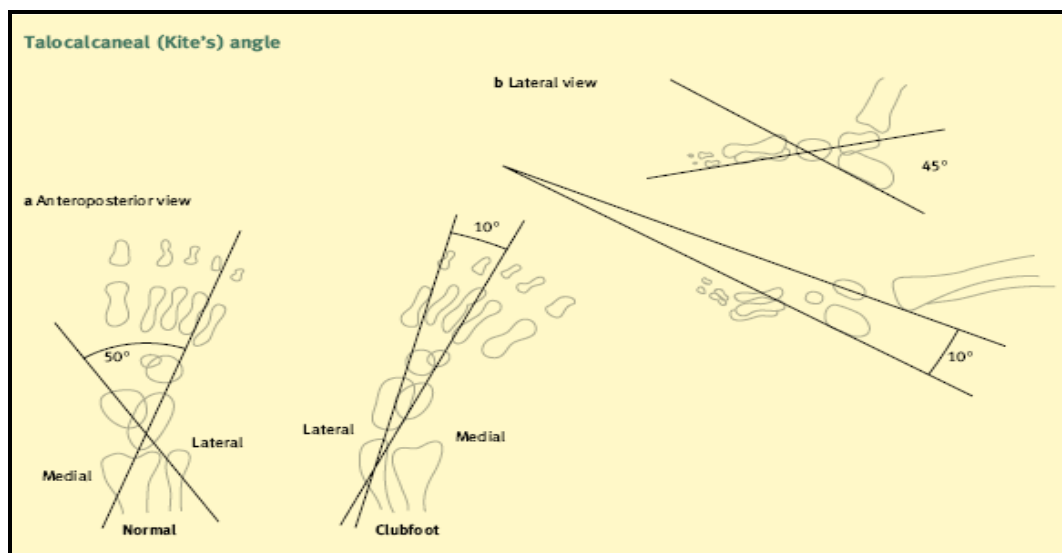 Talocalcaneal (Kite's) angle
b Lateral view
45°
a Anteroposterior view
10°
50°
10°
Lateral
Medial
Lateral
Medial
Normal
Clubfoot